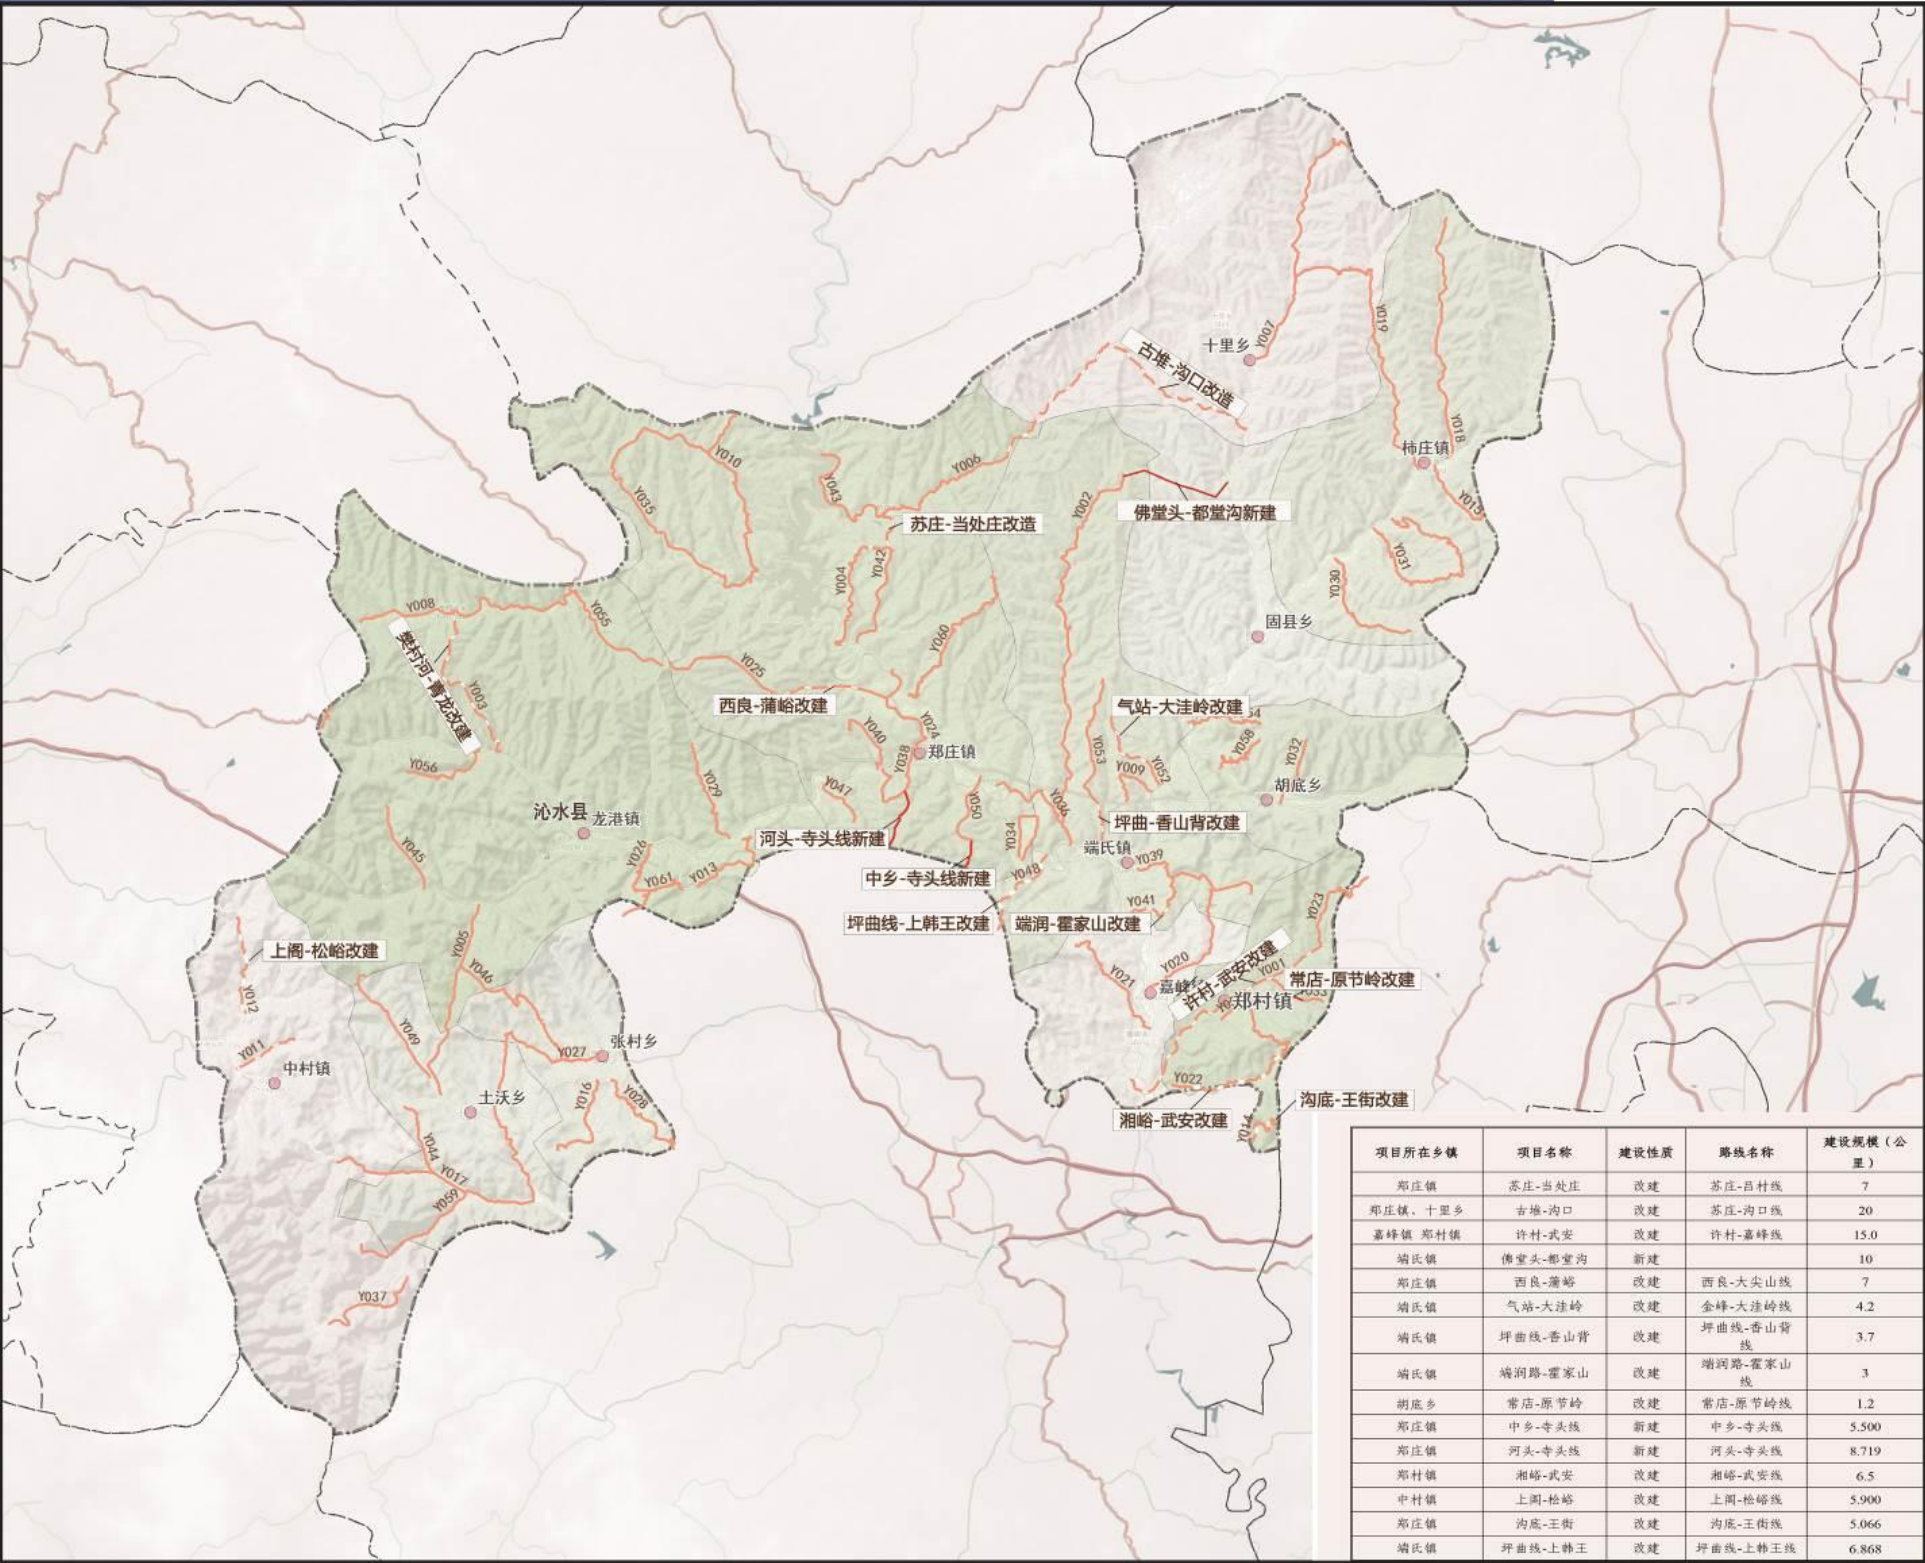 十里乡
Y007
Y019
古堆-沟口改造
Y018
柿庄镇
Y010
Y006
Y043
Y035
Y002
Y015
佛堂头-都堂沟新建
苏庄-当处庄改造
Y042
Y004
Y031
Y030
Y008
Y055
固县乡
Y060
樊村河-青龙改建
Y025
Y003
西良-蒲峪改建
气站-大洼岭改建
Y040
Y024
郑庄镇
Y038
Y053
Y058
Y032
Y056
Y009
Y052
Y029
Y047
胡底乡
Y050
Y036
沁水县
龙港镇
坪曲-香山背改建
河头-寺头线新建
Y034
端氏镇
Y045
Y026
Y039
Y061
Y013
中乡-寺头线新建
Y048
Y041
Y023
坪曲线-上韩王改建
端润-霍家山改建
上阁-松峪改建
Y005
Y046
Y021
Y020
许村-武安改建
Y001
常店-原节岭改建
嘉峰
郑村镇
Y012
Y049
Y011
Y027
张村乡
中村镇
Y022
土沃乡
Y016
Y028
沟底-王街改建
湘峪-武安改建
Y014
Y044
Y017
Y059
Y037
项目所在乡镇 项目名称 建设性质 路线名称 建设规模（公里）
郑庄镇 苏庄-当处庄 改建 苏庄-吕村线 7
郑庄镇、十里乡 古堆-沟口 改建 苏庄-沟口线 20
嘉峰镇 郑村镇 许村-武安 改建 许村-嘉峰线 15.0
端氏镇 佛堂头-都堂沟 新建 10
郑庄镇 西良-蒲峪 改建 西良-大尖山线 7
端氏镇 气站-大洼岭 改建 金峰-大洼岭线 4.2
端氏镇 坪曲线-香山背 改建 坪曲线-香山背线 3.7
端氏镇 端润路-霍家山 改建 端润路-霍家山线 3
胡底乡 常店-原节岭 改建 常店-原节岭线 1.2
郑庄镇 中乡-寺头线 新建 中乡-寺头线 5.500
郑庄镇 河头-寺头线 新建 河头-寺头线 8.719
郑村镇 湘峪-武安 改建 湘峪-武安线 6.5
中村镇 上阁-松峪 改建 上阁-松峪线 5.900
郑庄镇 沟底-王街 改建 沟底-王街线 5.066
端氏镇 坪曲线-上韩王 改建 坪曲线-上韩王线 6.868